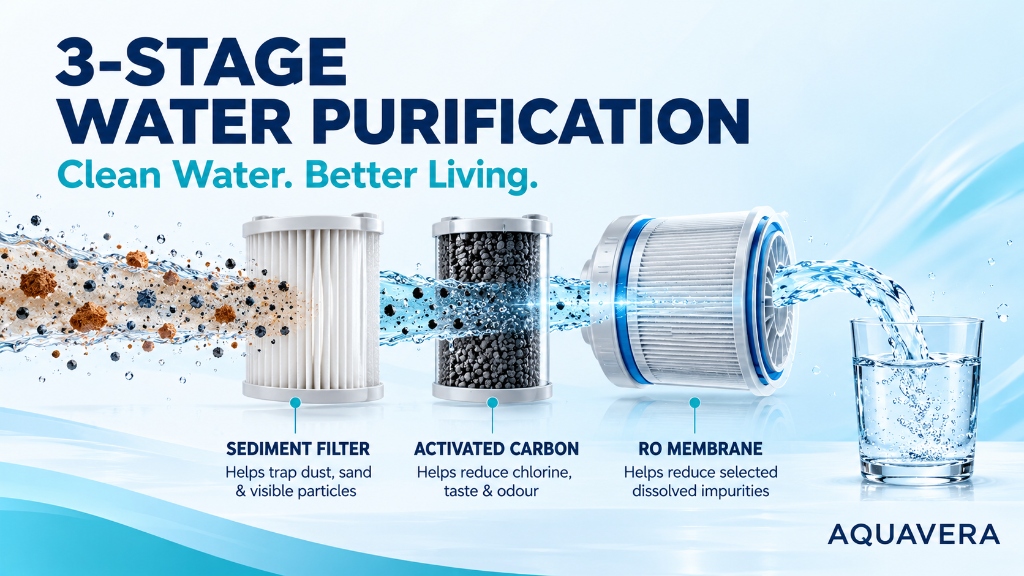 3-STAGE
WATER PURIFICATION
Clean Water. Better Living.
SEDIMENT FILTER
Helps trap dust, sand
& visible particles
ACTIVATED CARBON
Helps reduce chlorine,
taste & odour
RO MEMBRANE
Helps reduce selected
dissolved impurities
AQUAVERA